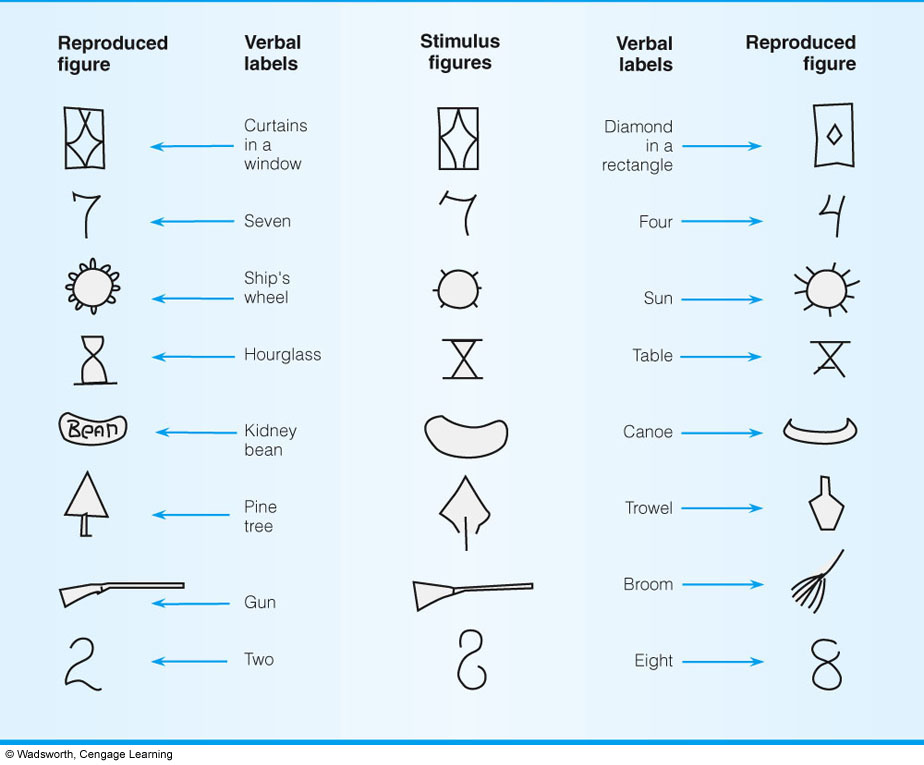 Reproduced figure
Verbal labels
Stimulus figures
Verbal labels
Reproduced figure
Curtains in a window
Diamond in a rectangle
Seven
Four
Ship's wheel
Sun
Hourglass
Table
Bean
Kidney bean
Canoe
Pine tree
Trowel
Gun
Broom
Two
Eight
© Wadsworth, Cengage Learning